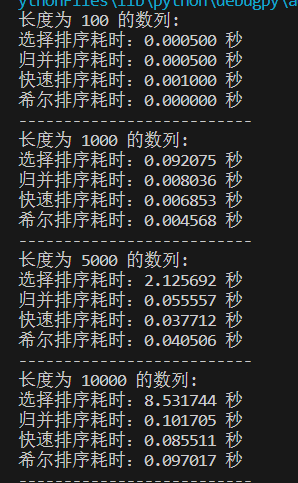 ythonFiles\lib\python\debugpy\a
长度为 100 的数列:
选择排序耗时: 0.000500 秒
归并排序耗时: 0.000500 秒
快速排序耗时: 0.001000 秒
希尔排序耗时: 0.000000 秒
---------------------------
长度为 1000 的数列:
选择排序耗时: 0.092075 秒
归并排序耗时: 0.008036 秒
快速排序耗时: 0.006853 秒
希尔排序耗时: 0.004568 秒
---------------------------
长度为 5000 的数列:
选择排序耗时: 2.125692 秒
归并排序耗时: 0.055557 秒
快速排序耗时: 0.037712 秒
希尔排序耗时: 0.040506 秒
---------------------------
长度为 10000 的数列:
选择排序耗时: 8.531744 秒
归并排序耗时: 0.101705 秒
快速排序耗时: 0.085511 秒
希尔排序耗时: 0.097017 秒
---------------------------